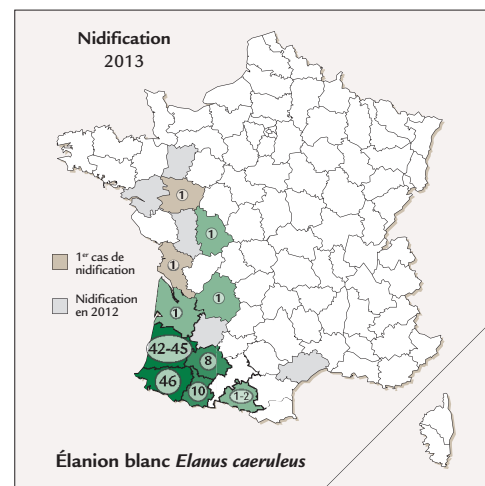 Nidification
2013
1
1
1er cas de
nidification
1
1
Nidification
en 2012
1
42-45
8
46
10
1-2
Élanion blanc Elanus caeruleus